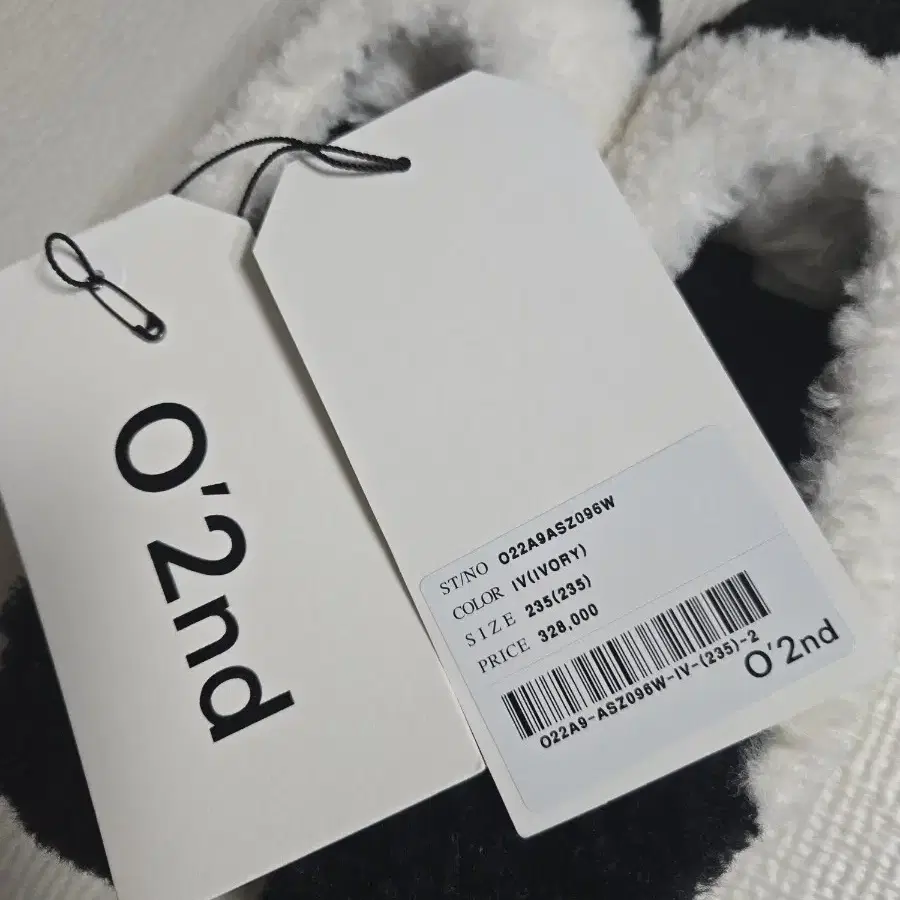 O'2nd
ST/NO O22A9ASZ096W
COLOR IV(IVORY)
SIZE 235(235)
PRICE 328,000
O22A9-ASZ096W-IV-(235)-2
O'2nd